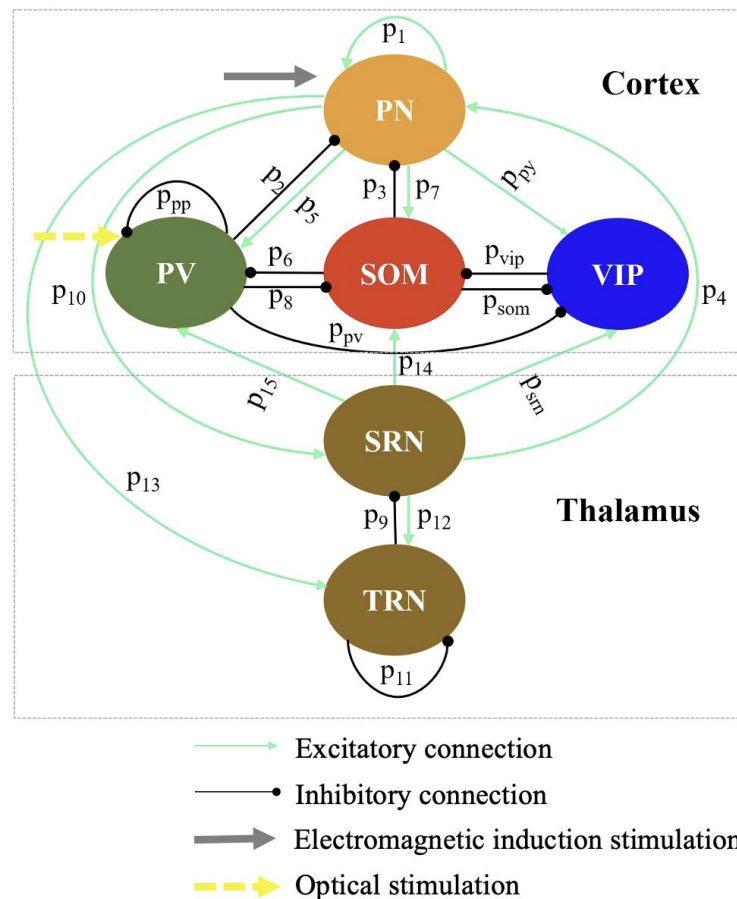 p1
Cortex
PN
p2
p5
p3
p7
ppy
ppp
PV
p6
p8
SOM
pvip
psom
VIP
p10
p4
ppv
p15
p14
psrn
SRN
p13
p9
p12
Thalamus
TRN
p11
Excitatory connection
Inhibitory connection
Electromagnetic induction stimulation
Optical stimulation